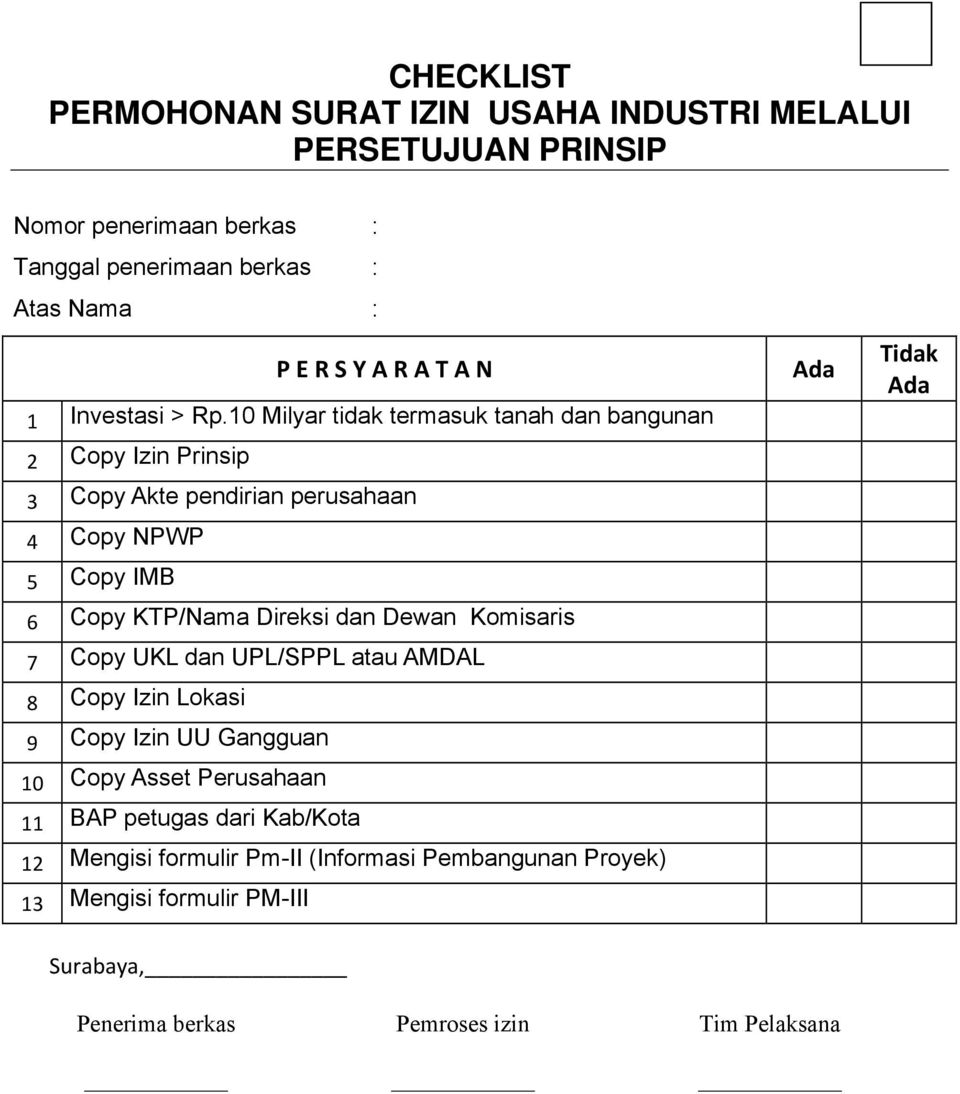 CHECKLIST
PERMOHONAN SURAT IZIN USAHA INDUSTRI MELALUI
PERSETUJUAN PRINSIP
Nomor penerimaan berkas :
Tanggal penerimaan berkas :
Atas Nama :
P E R S Y A R A T A N Ada Tidak Ada
1 Investasi > Rp.10 Milyar tidak termasuk tanah dan bangunan
2 Copy Izin Prinsip
3 Copy Akte pendirian perusahaan
4 Copy NPWP
5 Copy IMB
6 Copy KTP/Nama Direksi dan Dewan Komisaris
7 Copy UKL dan UPL/SPPL atau AMDAL
8 Copy Izin Lokasi
9 Copy Izin UU Gangguan
10 Copy Asset Perusahaan
11 BAP petugas dari Kab/Kota
12 Mengisi formulir Pm-II (Informasi Pembangunan Proyek)
13 Mengisi formulir PM-III
Surabaya,
Penerima berkas Pemroses izin Tim Pelaksana